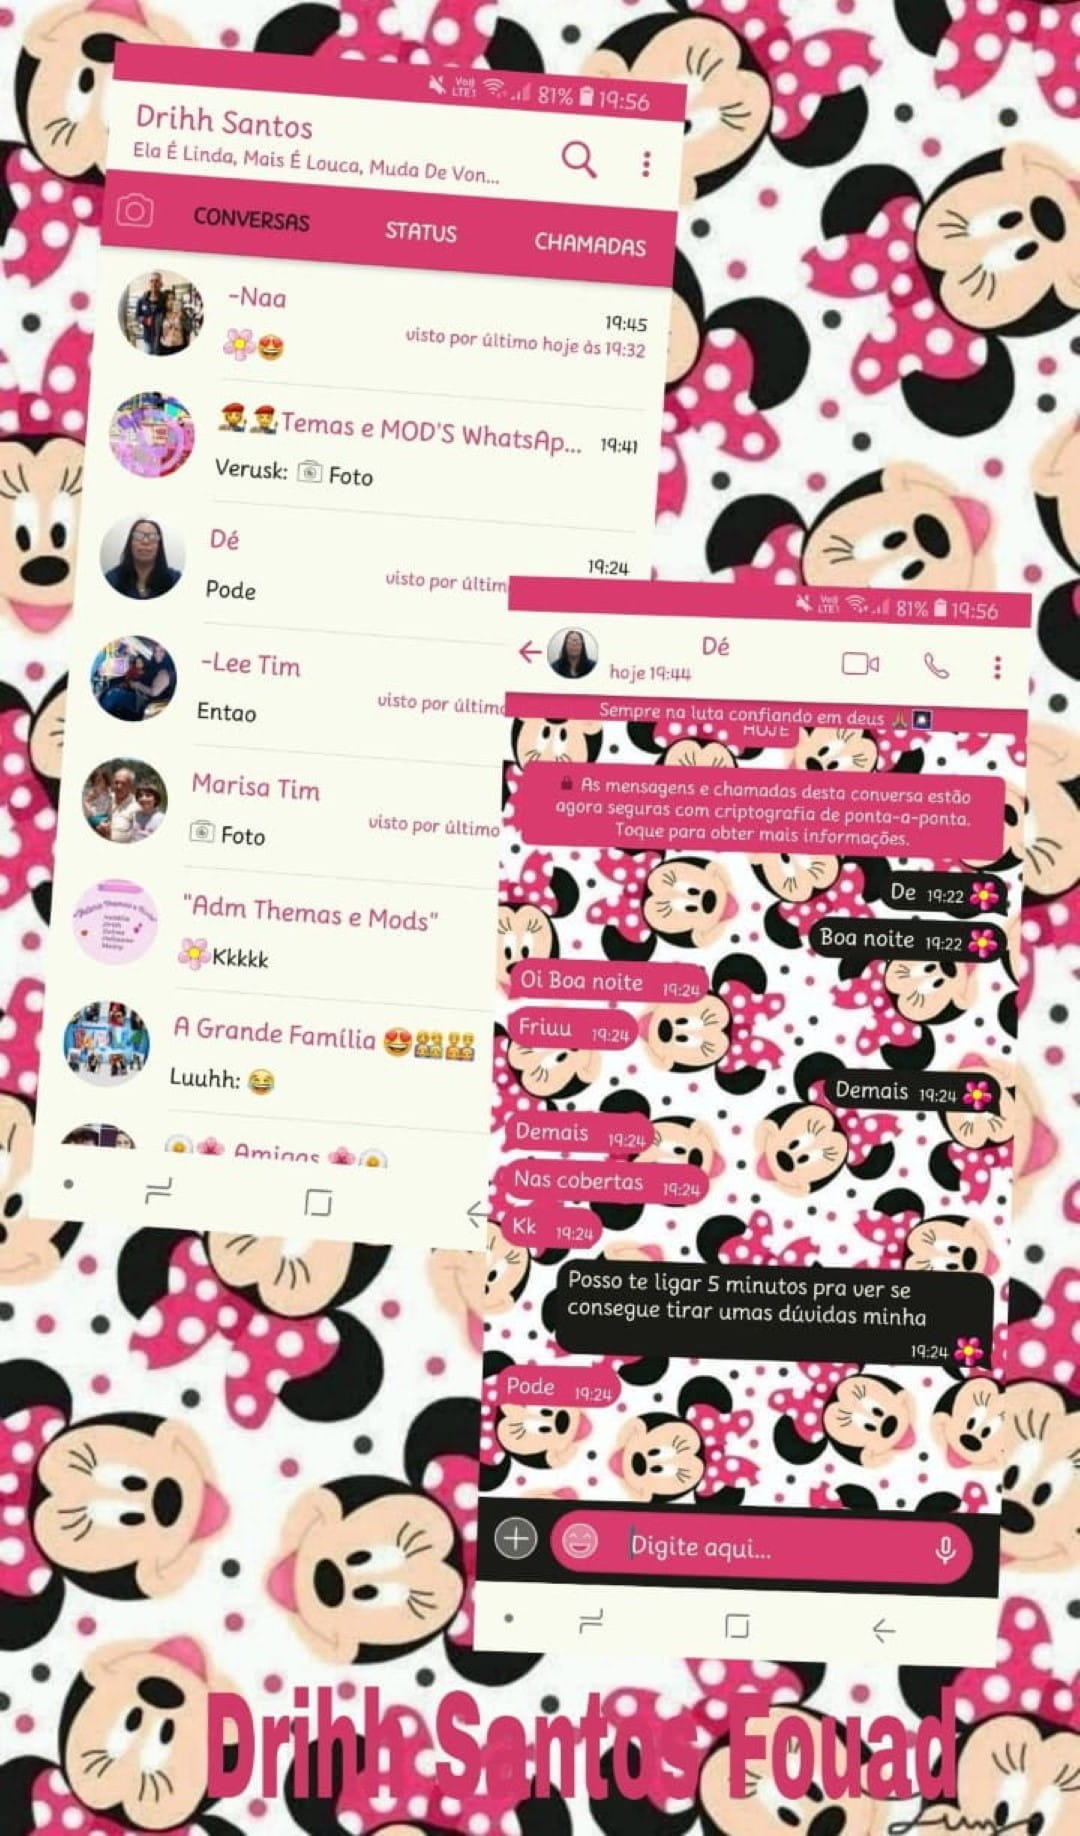 Voll LTE1 81% 19:56
Drihh Santos
Ela É Linda, Mais É Louca, Muda De Von...
CONVERSAS STATUS CHAMADAS
-Naa
19:45
visto por último hoje às 19:32
Temas e MOD'S WhatsAp... 19:41
Verusk: Foto
Dé
19:24
visto por últim
Pode
-Lee Tim
visto por último
Entao
Marisa Tim
visto por último
Foto
"Adm Themas e Mods"
Kkkkk
A Grande Família
Luuhh:
Amigas
Voll LTE1 81% 19:56
Dé
hoje 19:44
Sempre na luta confiando em deus
HOJE
As mensagens e chamadas desta conversa estão
agora seguras com criptografia de ponta-a-ponta.
Toque para obter mais informações.
De 19:22
Boa noite 19:22
Oi Boa noite 19:24
Friuu 19:24
Demais 19:24
Demais 19:24
Nas cobertas 19:24
Kk 19:24
Posso te ligar 5 minutos pra ver se
consegue tirar umas dúvidas minha
19:24
Pode 19:24
Digite aqui...
Drihh Santos Fouad